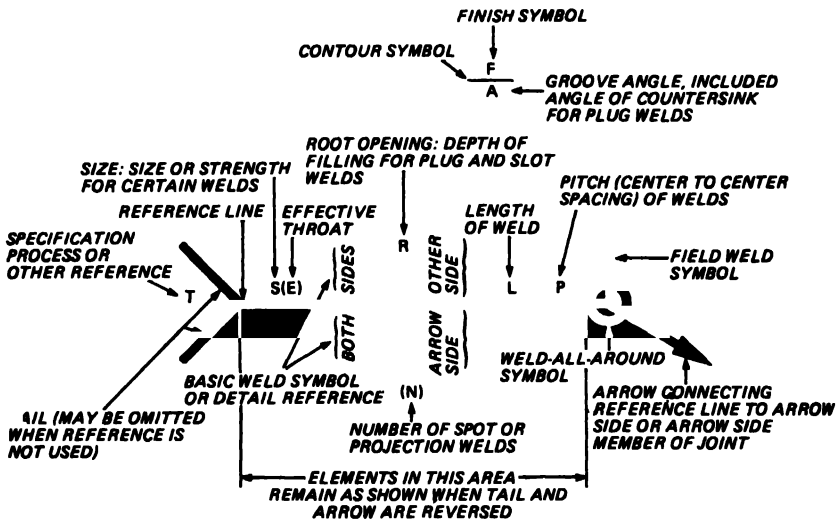 FINISH SYMBOL
CONTOUR SYMBOL
F
A
GROOVE ANGLE, INCLUDED
ANGLE OF COUNTERSINK
FOR PLUG WELDS
ROOT OPENING: DEPTH OF
FILLING FOR PLUG AND SLOT
WELDS
SIZE: SIZE OR STRENGTH
FOR CERTAIN WELDS
PITCH (CENTER TO CENTER
SPACING) OF WELDS
REFERENCE LINE
EFFECTIVE
THROAT
LENGTH
OF WELD
SPECIFICATION
PROCESS OR
OTHER REFERENCE
T
S(E)
SIDES
BOTH
R
OTHER
SIDE
ARROW
SIDE
L
P
FIELD WELD
SYMBOL
BASIC WELD SYMBOL
OR DETAIL REFERENCE
WELD-ALL-AROUND
SYMBOL
(N)
NUMBER OF SPOT OR
PROJECTION WELDS
ARROW CONNECTING
REFERENCE LINE TO ARROW
SIDE OR ARROW SIDE
MEMBER OF JOINT
AIL (MAY BE OMITTED
WHEN REFERENCE IS
NOT USED)
ELEMENTS IN THIS AREA
REMAIN AS SHOWN WHEN TAIL AND
ARROW ARE REVERSED